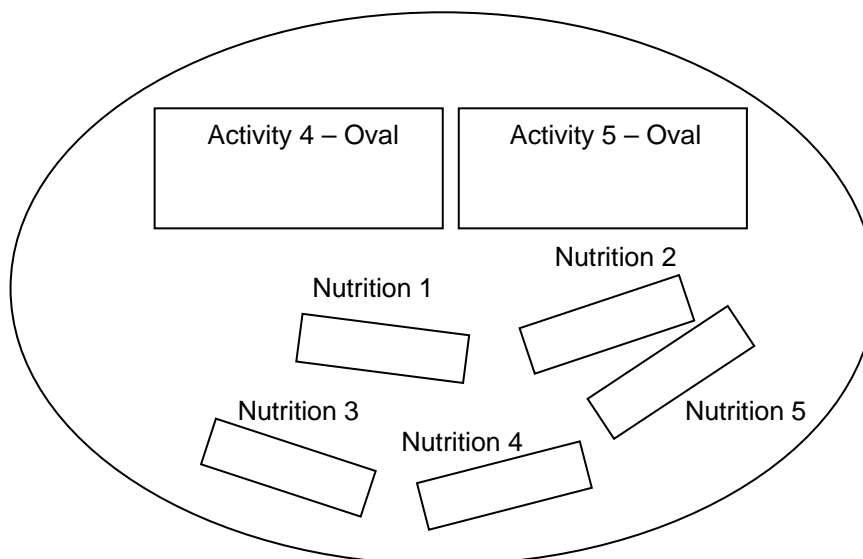 Activity 4 – Oval
Activity 5 – Oval
Nutrition 2
Nutrition 1
Nutrition 3
Nutrition 5
Nutrition 4